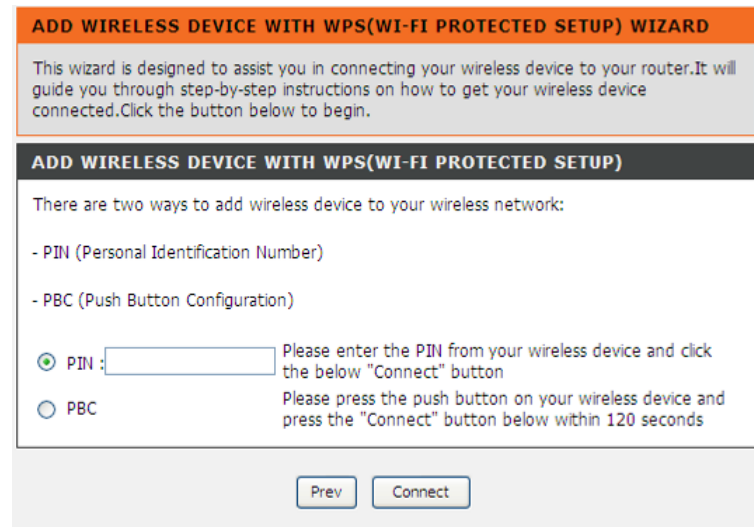 ADD WIRELESS DEVICE WITH WPS(WI-FI PROTECTED SETUP) WIZARD
This wizard is designed to assist you in connecting your wireless device to your router.It will
guide you through step-by-step instructions on how to get your wireless device
connected.Click the button below to begin.
ADD WIRELESS DEVICE WITH WPS(WI-FI PROTECTED SETUP)
There are two ways to add wireless device to your wireless network:
- PIN (Personal Identification Number)
- PBC (Push Button Configuration)
PIN :
Please enter the PIN from your wireless device and click
the below "Connect" button
PBC
Please press the push button on your wireless device and
press the "Connect" button below within 120 seconds
Prev Connect